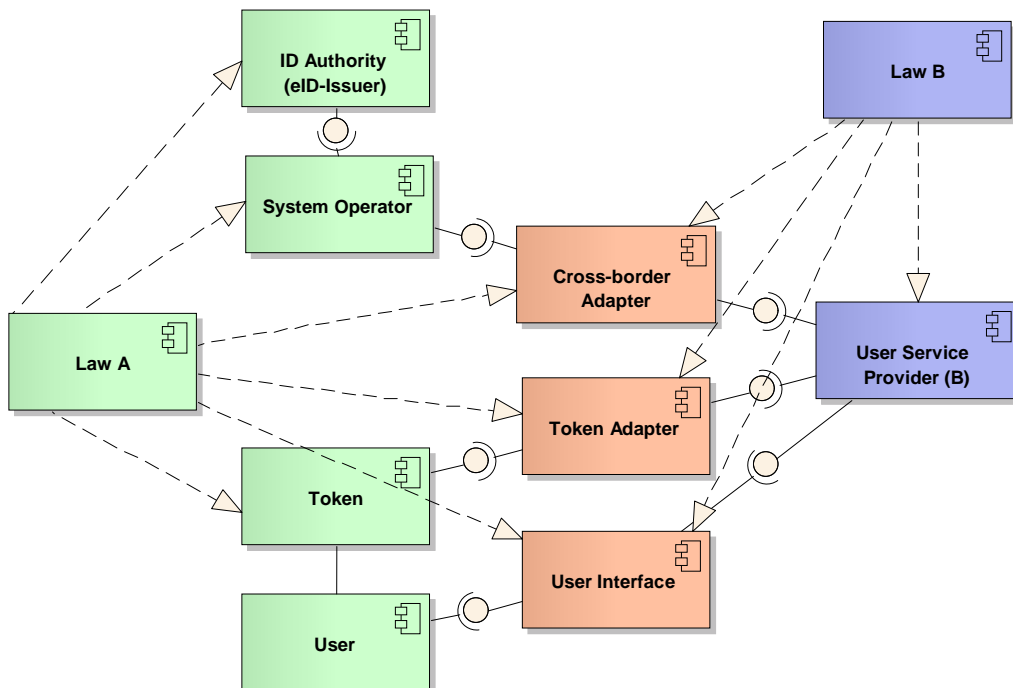 ID Authority
(eID-Issuer)
Law B
System Operator
Cross-border
Adapter
Law A
User Service
Provider (B)
Token Adapter
Token
User Interface
User